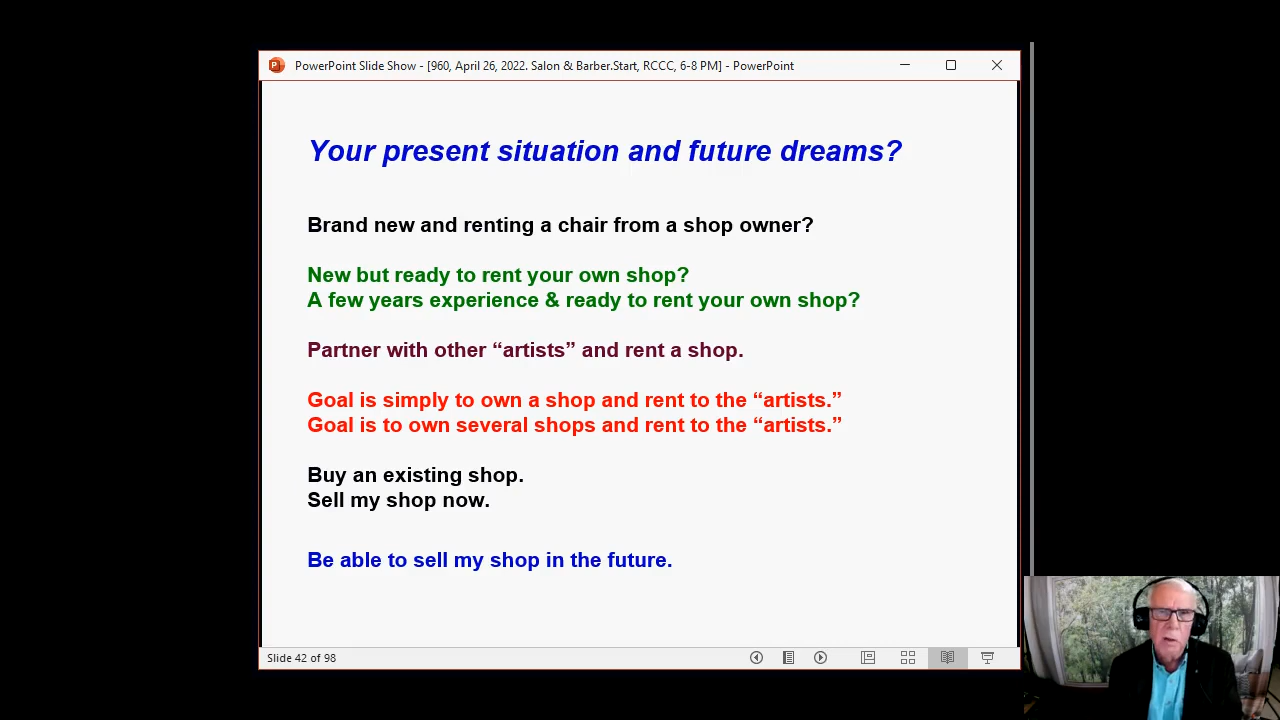 PowerPoint Slide Show - [960, April 26, 2022. Salon & Barber.Start, RCCC, 6-8 PM] - PowerPoint
Your present situation and future dreams?
Brand new and renting a chair from a shop owner?
New but ready to rent your own shop?
A few years experience & ready to rent your own shop?
Partner with other “artists” and rent a shop.
Goal is simply to own a shop and rent to the “artists.”
Goal is to own several shops and rent to the “artists.”
Buy an existing shop.
Sell my shop now.
Be able to sell my shop in the future.
Slide 42 of 98